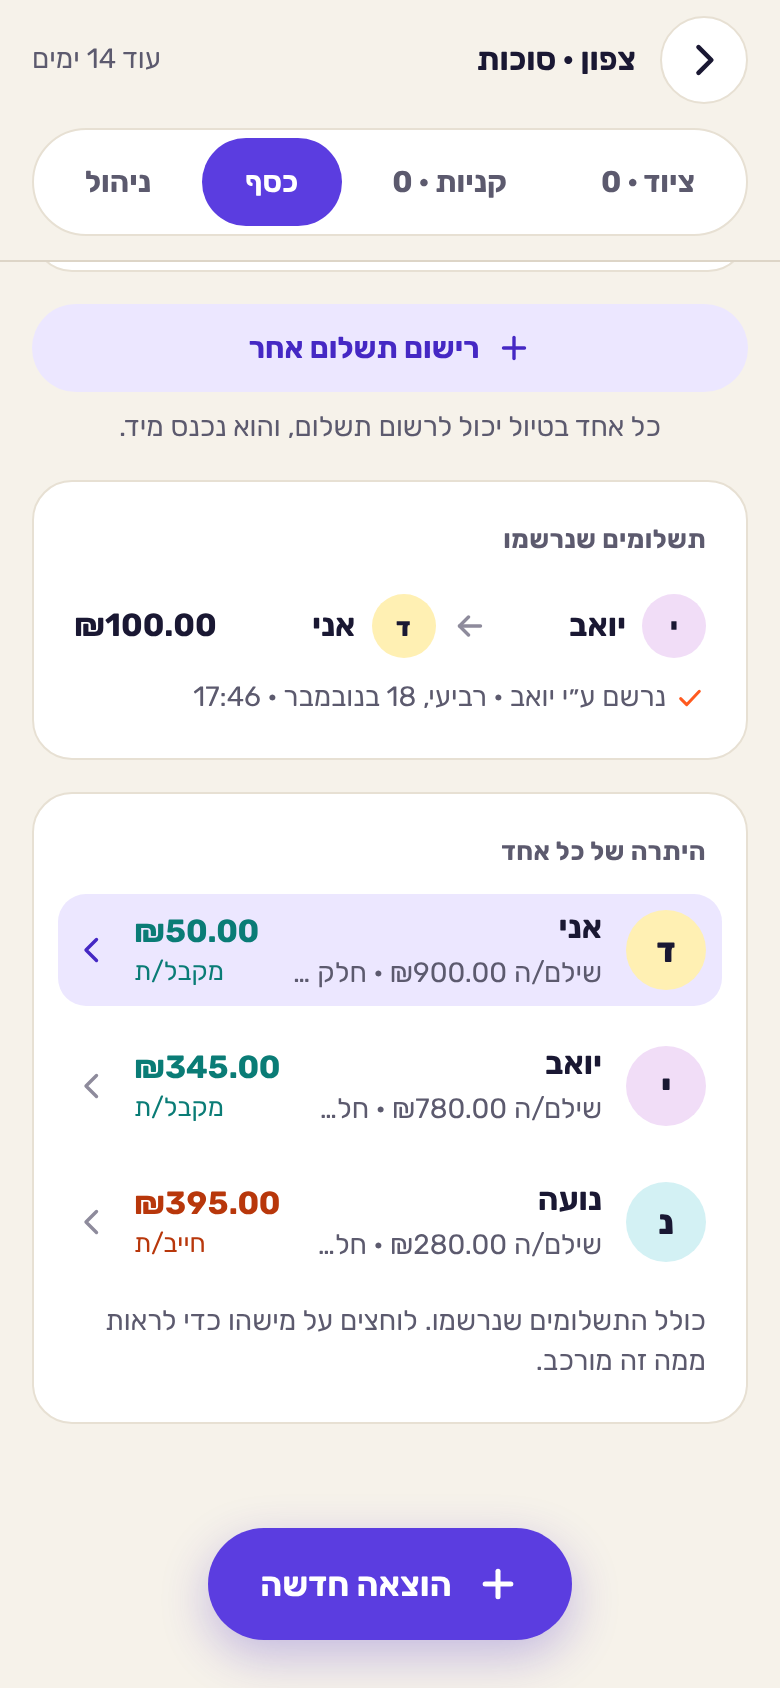 צפון • סוכות
עוד 14 ימים
ציוד • 0
קניות • 0
כסף
ניהול
רישום תשלום אחר
כל אחד בטיול יכול לרשום תשלום, והוא נכנס מיד.
תשלומים שנרשמו
י יואב ← ד אני ₪100.00
נרשם ע״י יואב • רביעי, 18 בנובמבר • 17:46
היתרה של כל אחד
ד
אני
₪50.00
שילם/ה ₪900.00 • חלק ...
מקבל/ת
י
יואב
₪345.00
שילם/ה ₪780.00 • חל...
מקבל/ת
נ
נועה
₪395.00
שילם/ה ₪280.00 • חל...
חייב/ת
כולל התשלומים שנרשמו. לוחצים על מישהו כדי לראות
ממה זה מורכב.
הוצאה חדשה